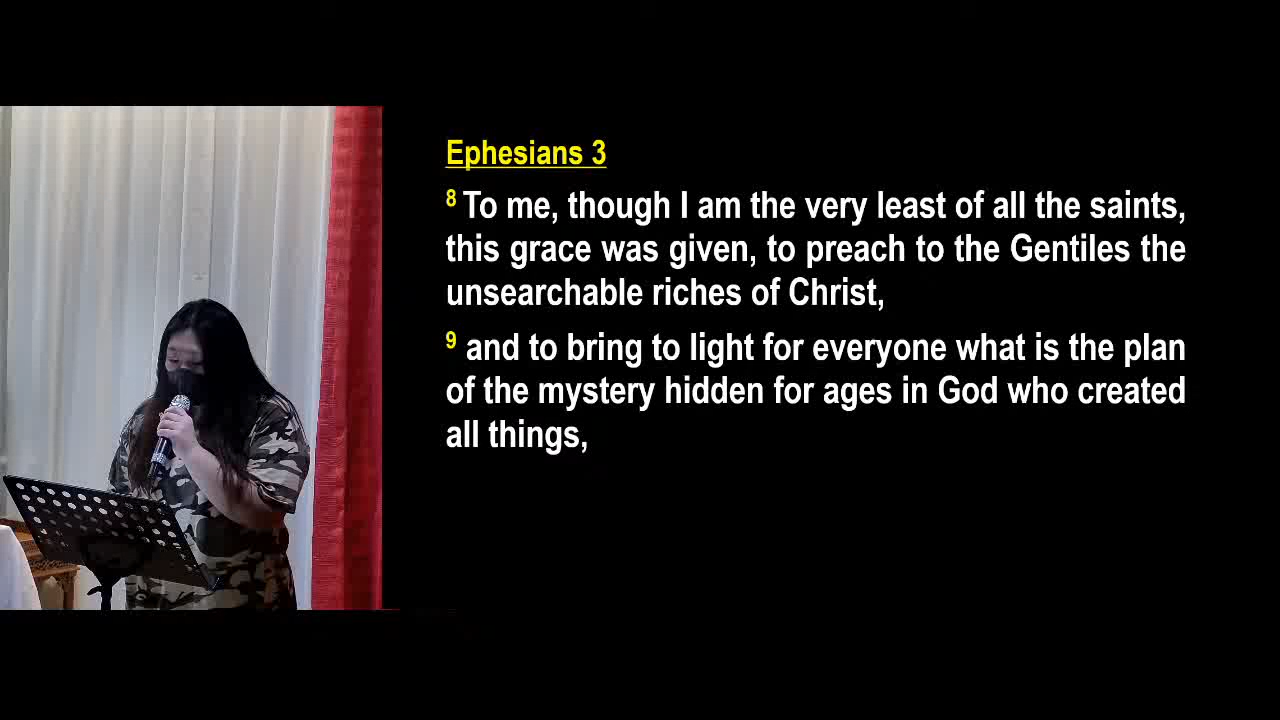 Ephesians 3
8 To me, though I am the very least of all the saints,
this grace was given, to preach to the Gentiles the
unsearchable riches of Christ,
9 and to bring to light for everyone what is the plan
of the mystery hidden for ages in God who created
all things,